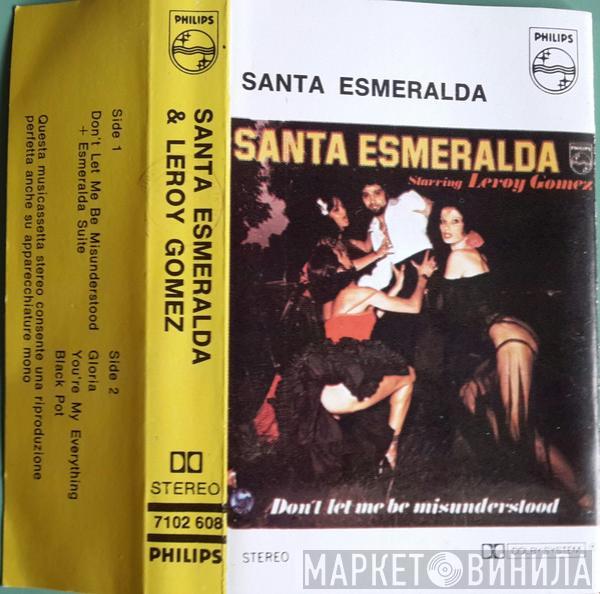 Side 1
Don't Let Me Be Misunderstood
+ Esmeralda Suite
Side 2
Gloria
You're My Everything
Black Pot
Questa musicassetta stereo consente una riproduzione
perfetta anche su apparecchiature mono
PHILIPS
SANTA ESMERALDA
& LEROY GOMEZ
STEREO
7102 608
PHILIPS
PHILIPS
SANTA ESMERALDA
SANTA ESMERALDA
PHILIPS
Starring Leroy Gomez
Don't let me be misunderstood
STEREO
DOLBY SYSTEM
МАРКЕТ ВИНИЛА